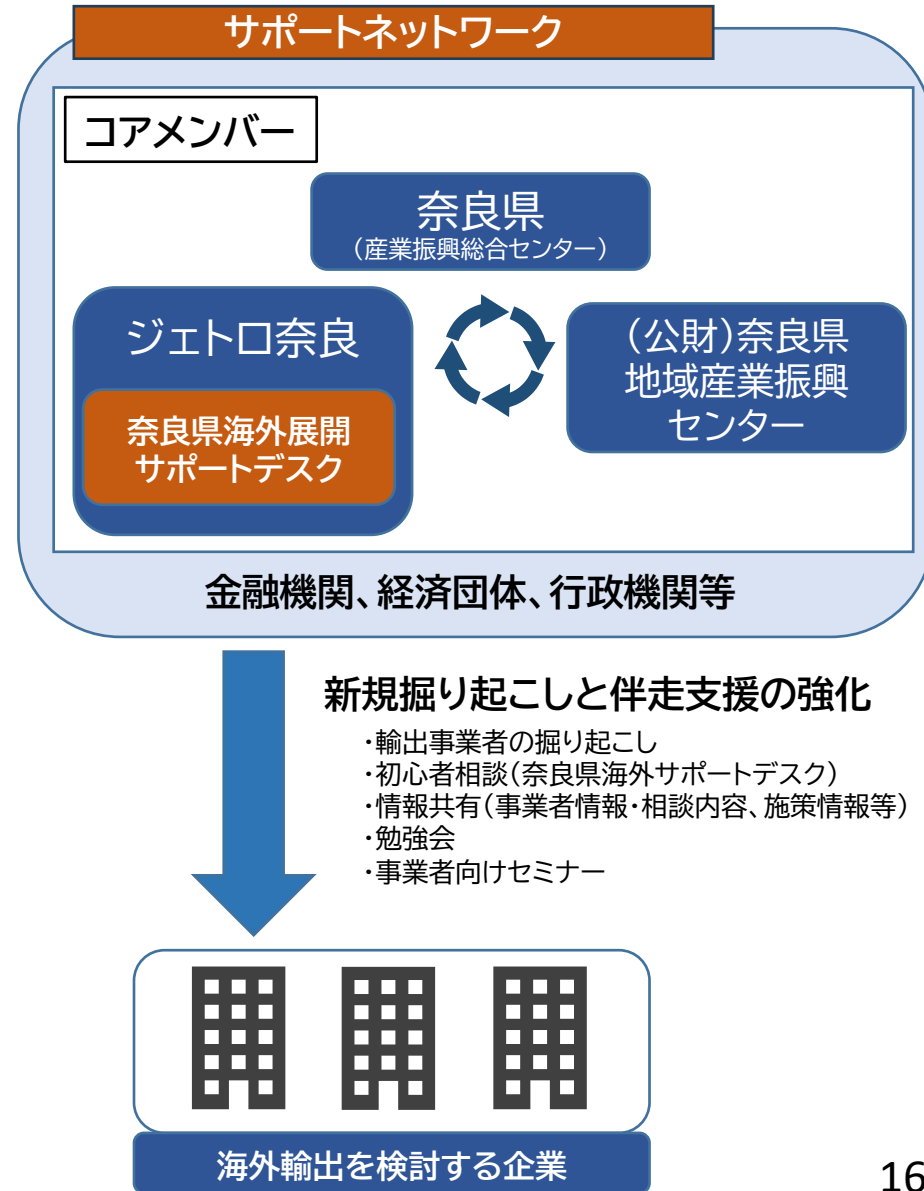 サポートネットワーク
コアメンバー
奈良県
（産業振興総合センター）
ジェトロ奈良
奈良県海外展開
サポートデスク
（公財）奈良県
地域産業振興
センター
金融機関、経済団体、行政機関等
新規掘り起こしと伴走支援の強化
・輸出事業者の掘り起こし
・初心者相談（奈良県海外サポートデスク）
・情報共有（事業者情報・相談内容、施策情報等）
・勉強会
・事業者向けセミナー
海外輸出を検討する企業
16